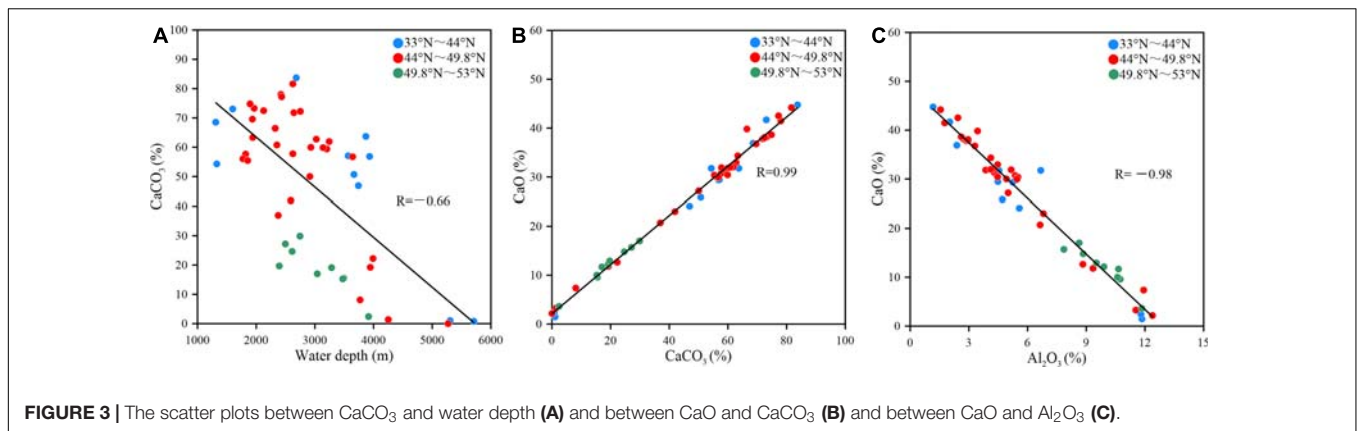 A
100
90
80
70
60
50
40
30
20
10
0
CaCO₃ (%)
33°N～44°N
44°N～49.8°N
49.8°N～53°N
R=−0.66
1000 2000 3000 4000 5000 6000
Water depth (m)
B
60
50
40
30
20
10
0
CaO (%)
33°N～44°N
44°N～49.8°N
49.8°N～53°N
R=0.99
0 20 40 60 80 100
CaCO₃ (%)
C
60
50
40
30
20
10
0
CaO (%)
33°N～44°N
44°N～49.8°N
49.8°N～53°N
R= −0.98
0 3 6 9 12 15
Al₂O₃ (%)
FIGURE 3 | The scatter plots between CaCO₃ and water depth (A) and between CaO and CaCO₃ (B) and between CaO and Al₂O₃ (C).